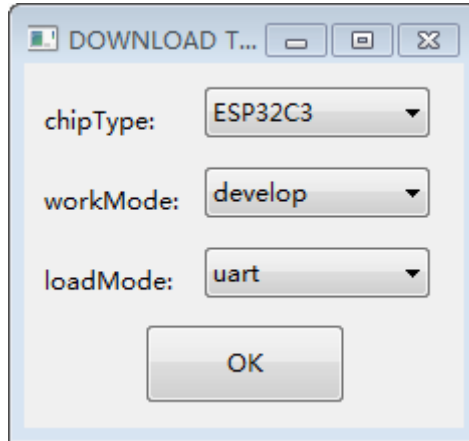 DOWNLOAD T...
chipType: ESP32C3
workMode: develop
loadMode: uart
OK